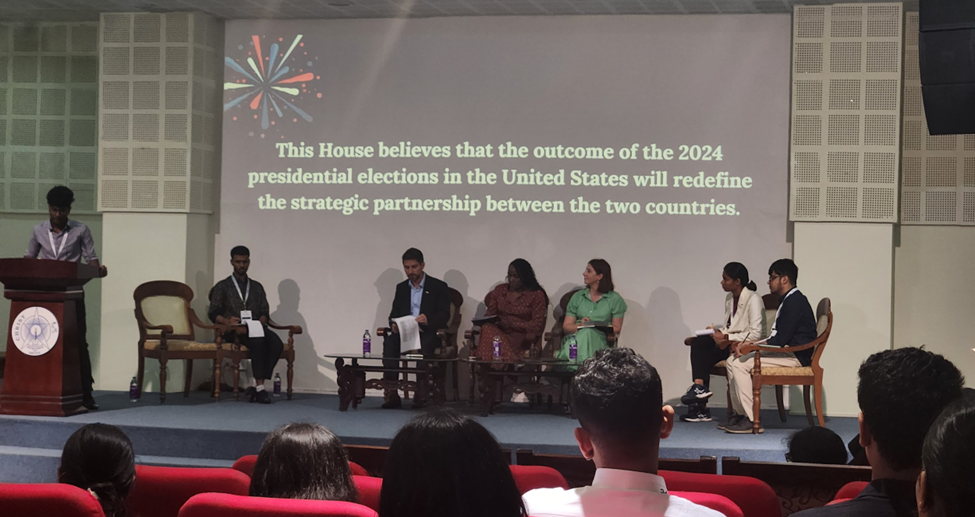 This House believes that the outcome of the 2024
presidential elections in the United States will redefine
the strategic partnership between the two countries.